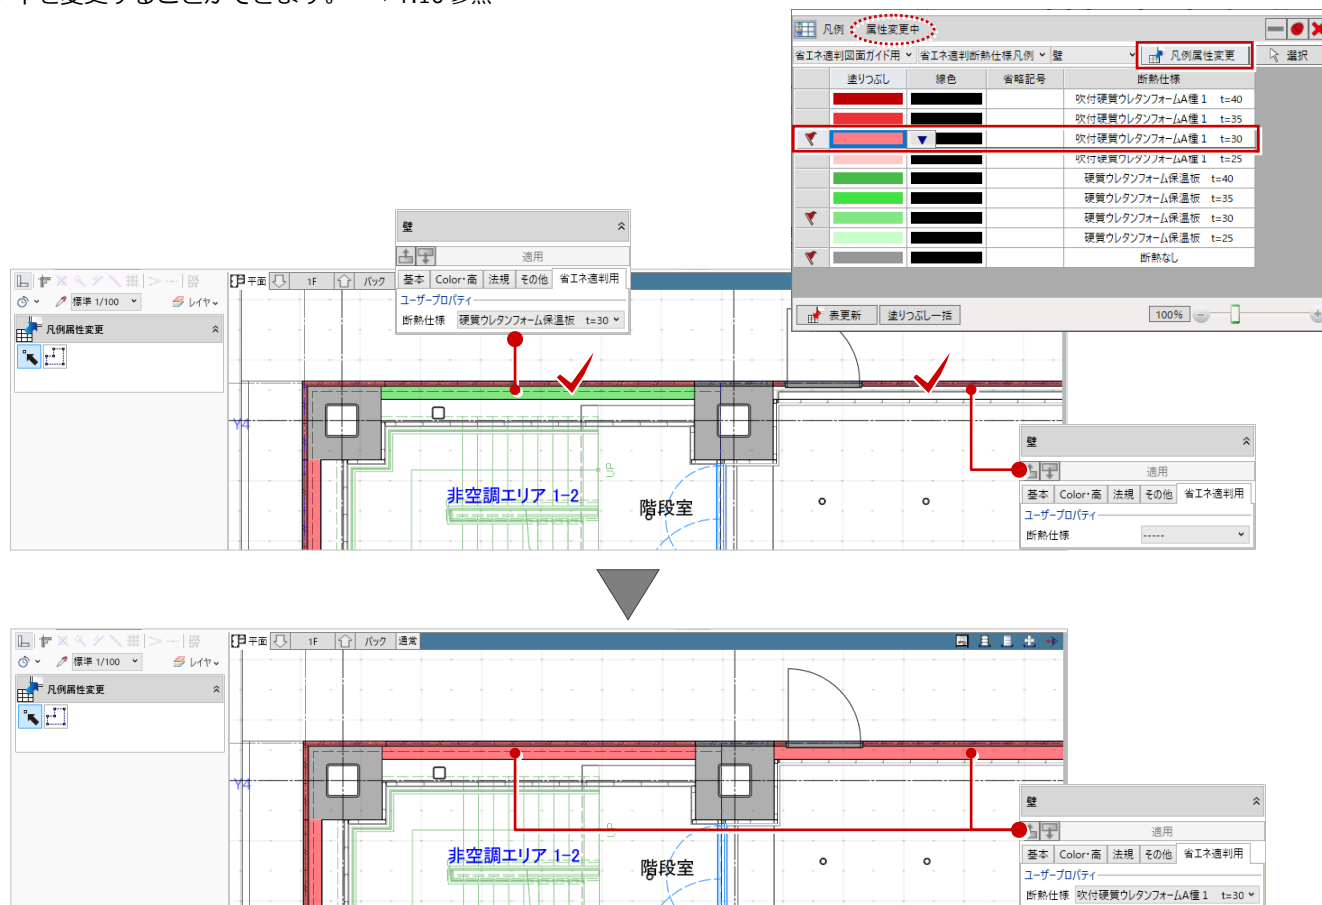 トを変更することができます。 → P.16 参照
凡例 属性変更中
省エネ適判図面ガイド用 省エネ適判断熱仕様凡例 壁 凡例属性変更 選択
塗りつぶし 線色 省略記号 断熱仕様
吹付硬質ウレタンフォームA種1 t=40
吹付硬質ウレタンフォームA種1 t=35
吹付硬質ウレタンフォームA種1 t=30
吹付硬質ウレタンフォームA種1 t=25
硬質ウレタンフォーム保温板 t=40
硬質ウレタンフォーム保温板 t=35
硬質ウレタンフォーム保温板 t=30
硬質ウレタンフォーム保温板 t=25
断熱なし
表更新 塗りつぶし一括 100%
壁
適用
基本 Color・高 法規 その他 省エネ適判用
ユーザープロパティ
断熱仕様 硬質ウレタンフォーム保温板 t=30
平面 1F バック
標準 1/100 レイヤ
凡例属性変更
Y4
UP
非空調エリア 1-2
階段室
壁
適用
基本 Color・高 法規 その他 省エネ適判用
ユーザープロパティ
断熱仕様 -----
平面 1F バック 通常
標準 1/100 レイヤ
凡例属性変更
Y4
UP
非空調エリア 1-2
階段室
壁
適用
基本 Color・高 法規 その他 省エネ適判用
ユーザープロパティ
断熱仕様 吹付硬質ウレタンフォームA種1 t=30